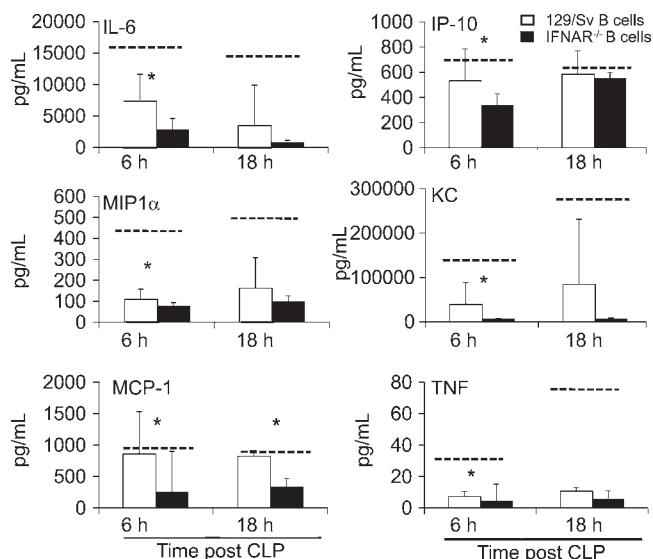 IL-6
pg/mL
20000
15000
10000
5000
0
*
6 h
18 h
IP-10
129/Sv B cells
IFNAR-/- B cells
pg/mL
1000
800
600
400
200
0
*
6 h
18 h
MIP1α
pg/mL
600
500
400
300
200
100
0
*
6 h
18 h
KC
pg/mL
300000
200000
100000
0
*
6 h
18 h
MCP-1
pg/mL
2000
1500
1000
500
0
*
*
6 h
18 h
Time post CLP
TNF
pg/mL
80
60
40
20
0
*
6 h
18 h
Time post CLP